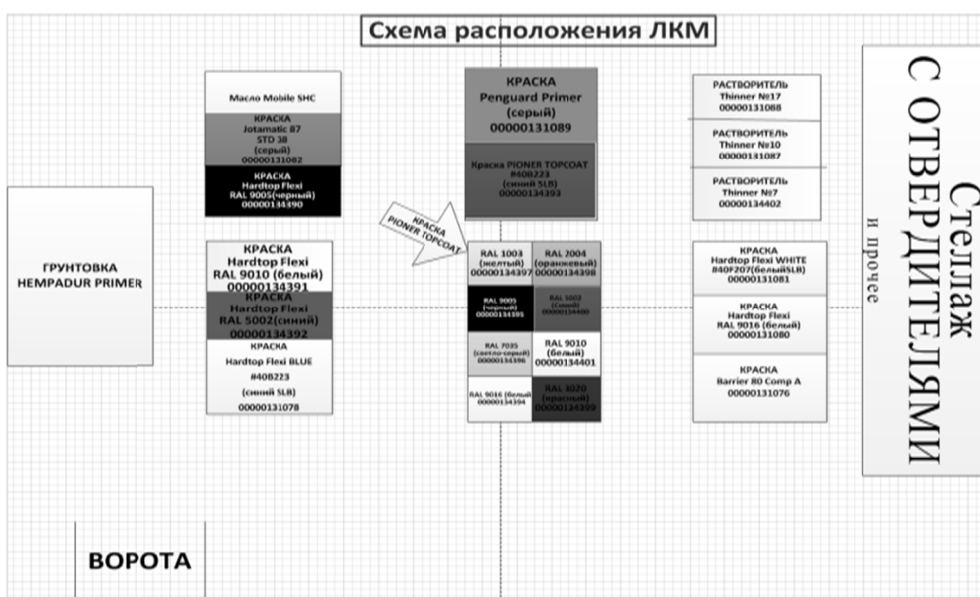 Схема расположения ЛКМ
Масло Mobile SHC
КРАСКА
Jotamatic 87
STD 38
(серый)
00000131082
КРАСКА
Hardtop Flexi
RAL 9005(черный)
00000134390
КРАСКА
Penguard Primer
(серый)
00000131089
Краска PIONER TOPCOAT
#40B223
(синий SLB)
00000134393
РАСТВОРИТЕЛЬ
Thinner №17
00000131088
РАСТВОРИТЕЛЬ
Thinner №10
00000131087
РАСТВОРИТЕЛЬ
Thinner №7
00000134402
Стеллаж
С ОТВЕРДИТЕЛЯМИ
и прочее
ГРУНТОВКА
HEMPADUR PRIMER
КРАСКА
Hardtop Flexi
RAL 9010 (белый)
00000134391
КРАСКА
Hardtop Flexi
RAL 5002(синий)
00000134392
КРАСКА
Hardtop Flexi BLUE
#40B223
(синий SLB)
00000131078
КРАСКА
PIONER TOPCOAT
RAL 1003
(желтый)
00000134397
RAL 2004
(оранжевый)
00000134398
RAL 9005
(черный)
00000134395
RAL 5002
(Синий)
00000134400
RAL 7035
(светло-серый)
00000134396
RAL 9010
(белый)
00000134401
RAL 9016 (белый
00000134394
RAL 3020
(красный)
00000134399
КРАСКА
Hardtop Flexi WHITE
#40F207(белыйSLB)
00000131081
КРАСКА
Hardtop Flexi
RAL 9016 (белый)
00000131080
КРАСКА
Barrier 80 Comp A
00000131076
ВОРОТА